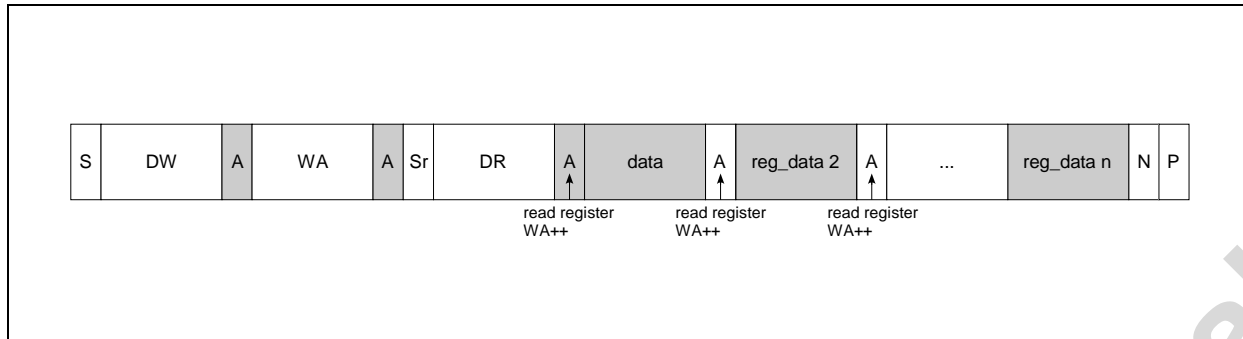 S DW A WA A Sr DR A data A reg_data 2 A ... reg_data n N P
read register read register read register
WA++ WA++ WA++